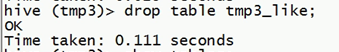 hive (tmp3)> drop table tmp3_like;
OK
Time taken: 0.111 seconds